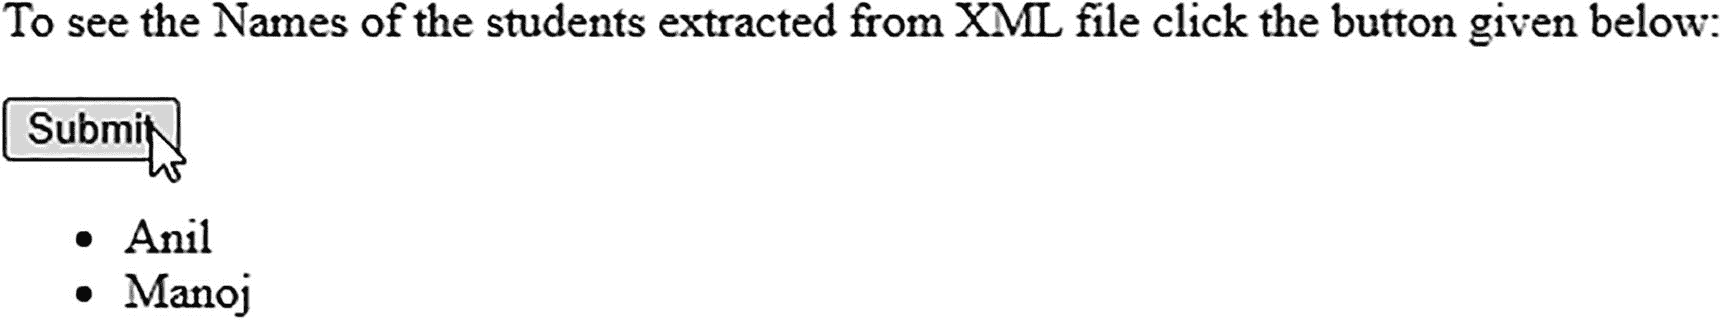 To see the Names of the students extracted from XML file click the button given below:
Submit
• Anil
• Manoj